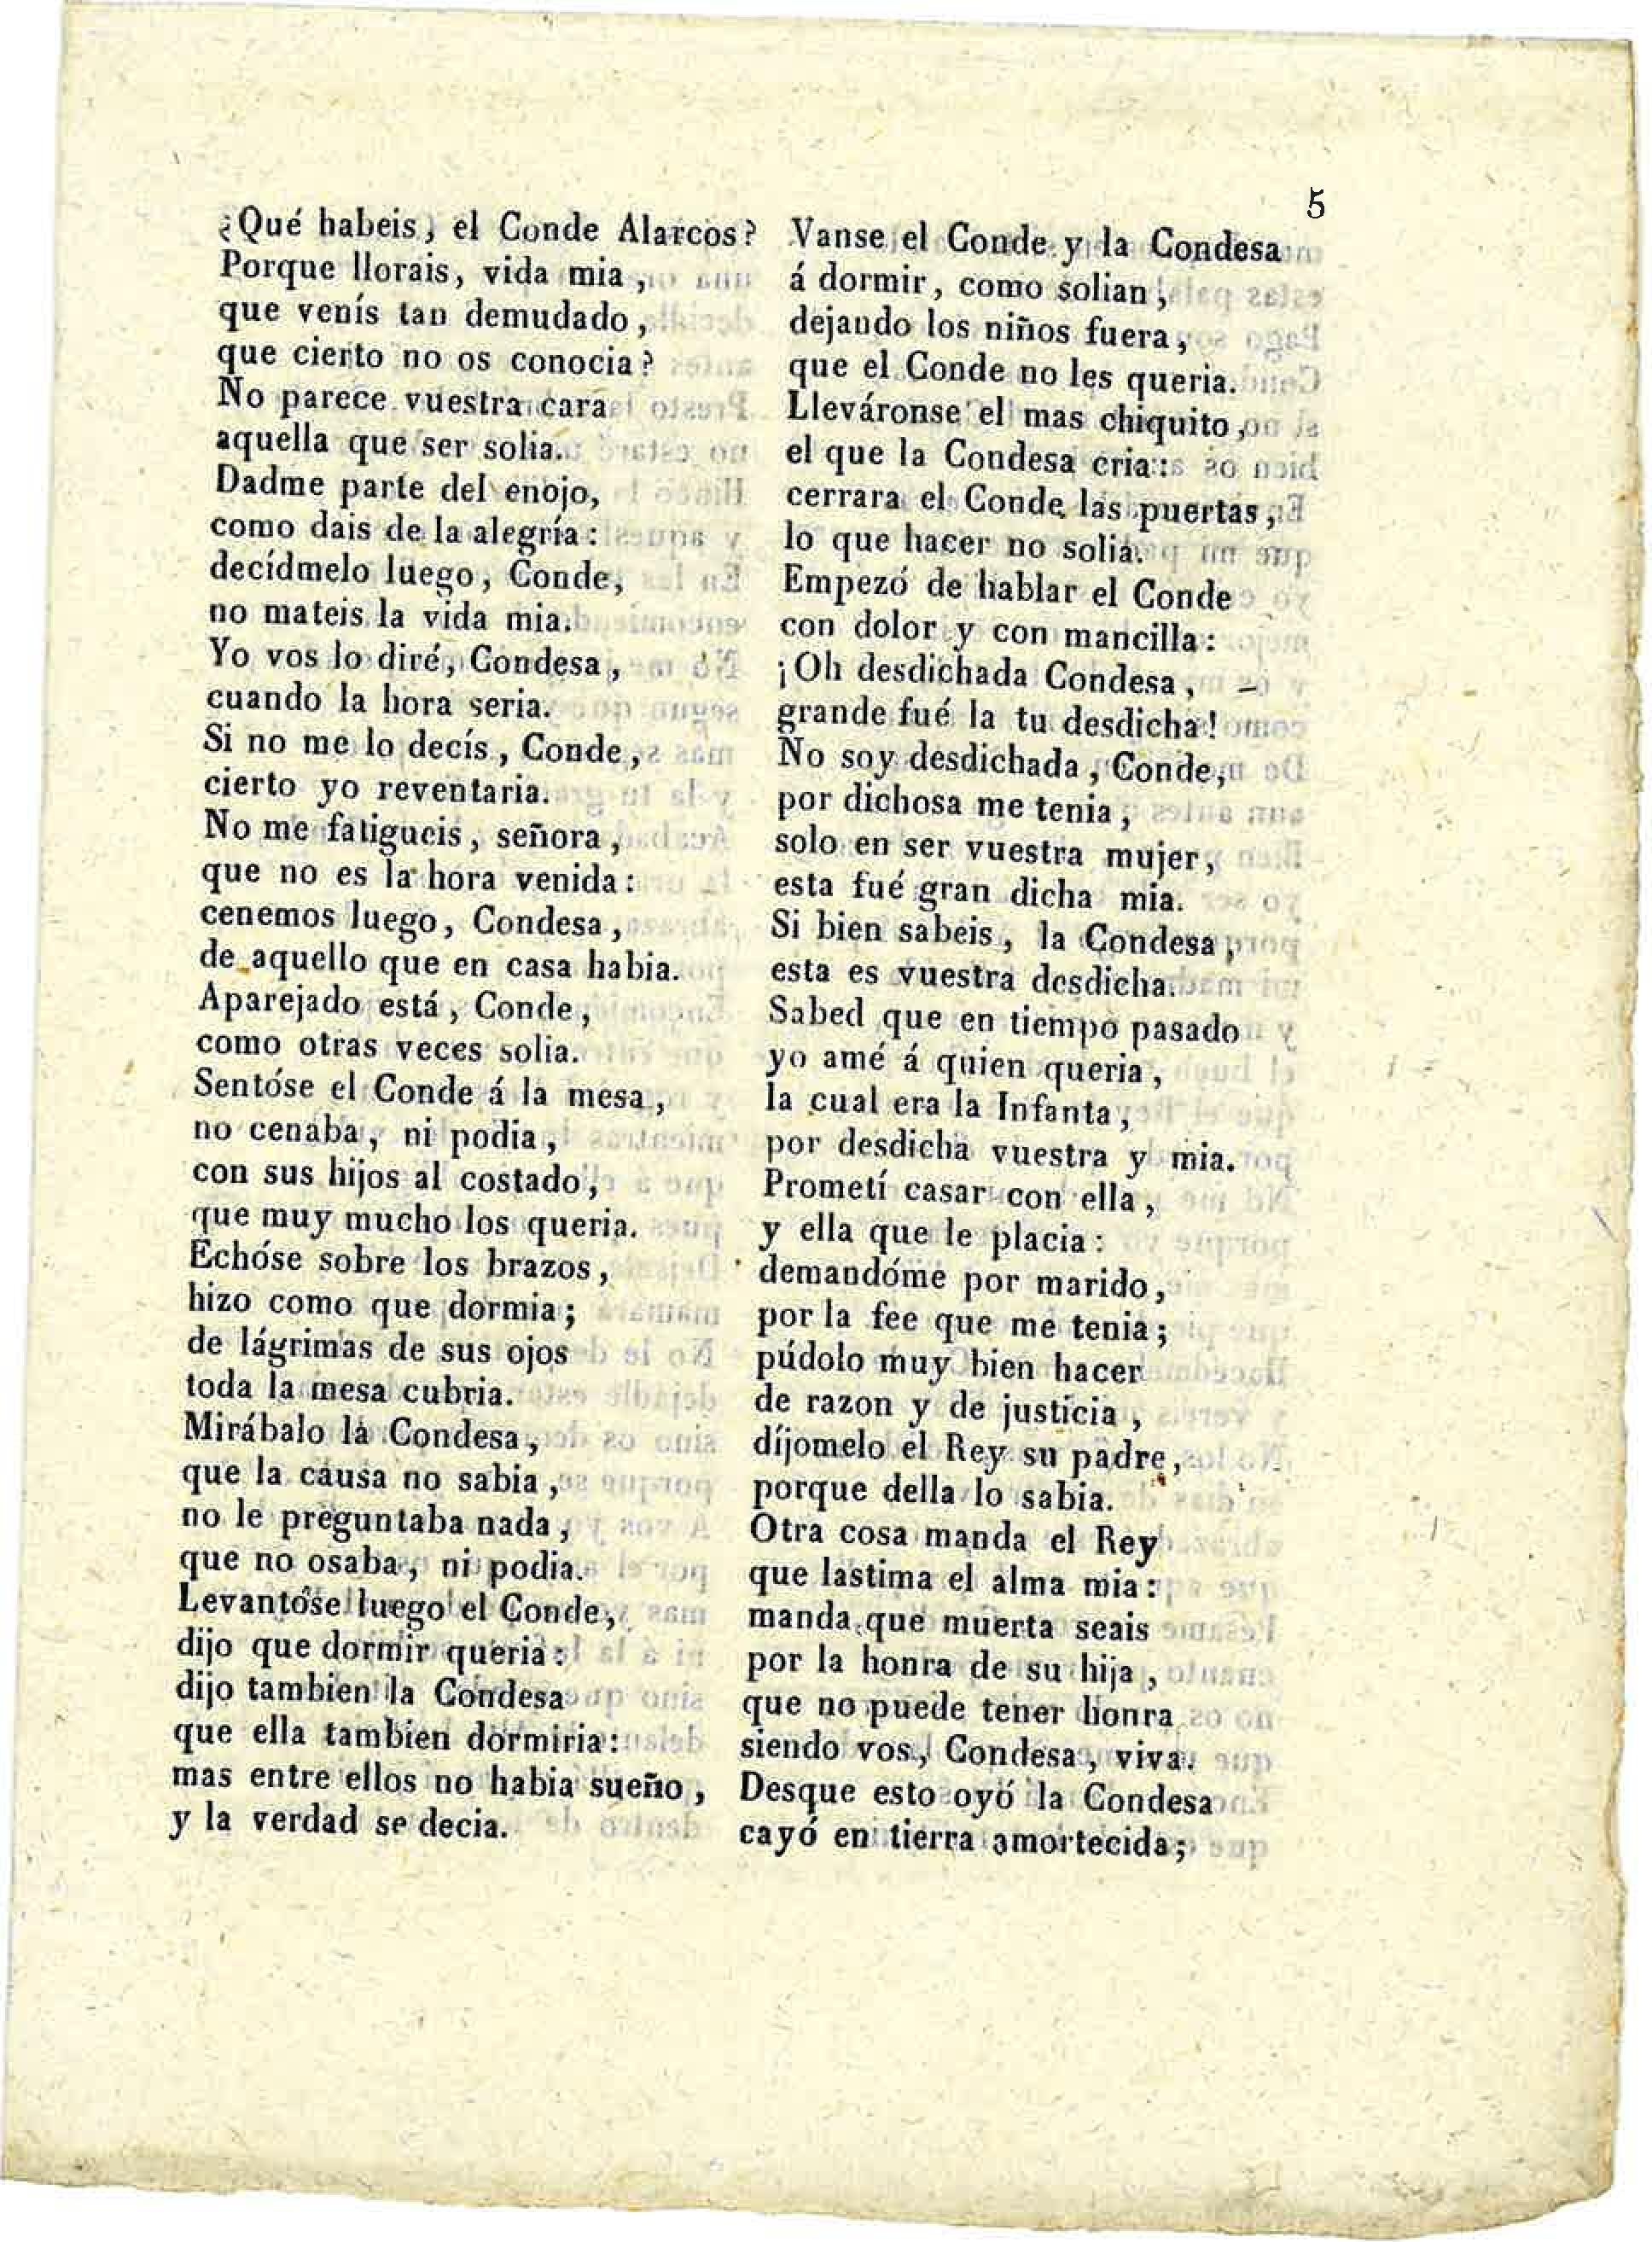 5
¿Qué habeis, el Conde Alarcos?
Porque llorais, vida mia,
que venís tan demudado,
que cierto no os conocia?
No parece vuestra cara
aquella que ser solia.
Dadme parte del enojo,
como dais de la alegría:
decídmelo luego, Conde,
no mateis la vida mia.
Yo vos lo diré, Condesa,
cuando la hora seria.
Si no me lo decís, Conde,
cierto yo reventaria.
No me fatigueis, señora,
que no es la hora venida:
cenemos luego, Condesa,
de aquello que en casa habia.
Aparejado está, Conde,
como otras veces solia.
Sentóse el Conde á la mesa,
no cenaba, ni podia,
con sus hijos al costado,
que muy mucho los queria.
Echóse sobre los brazos,
hizo como que dormia;
de lágrimas de sus ojos
toda la mesa cubria.
Mirábalo la Condesa,
que la causa no sabia,
no le preguntaba nada,
que no osaba, ni podia.
Levantóse luego el Conde,
dijo que dormir queria:
dijo tambien la Condesa
que ella tambien dormiria:
mas entre ellos no habia sueño,
y la verdad se decia.
Vanse el Conde y la Condesa
á dormir, como solian,
dejando los niños fuera,
que el Conde no les queria.
Lleváronse el mas chiquito,
el que la Condesa cria:
cerrara el Conde las puertas,
lo que hacer no solia.
Empezó de hablar el Conde
con dolor y con mancilla:
¡Oh desdichada Condesa,
grande fué la tu desdicha!
No soy desdichada, Conde,
por dichosa me tenia,
solo en ser vuestra mujer,
esta fué gran dicha mia.
Si bien sabeis, la Condesa,
esta es vuestra desdicha.
Sabed que en tiempo pasado
yo amé á quien queria,
la cual era la Infanta,
por desdicha vuestra y mia.
Prometí casar con ella,
y ella que le placia:
demandóme por marido,
por la fee que me tenia;
púdolo muy bien hacer
de razon y de justicia,
díjomelo el Rey su padre,
porque della lo sabia.
Otra cosa manda el Rey
que lastima el alma mia:
manda que muerta seais
por la honra de su hija,
que no puede tener honra
siendo vos, Condesa, viva.
Desque esto oyó la Condesa
cayó en tierra amortecida;